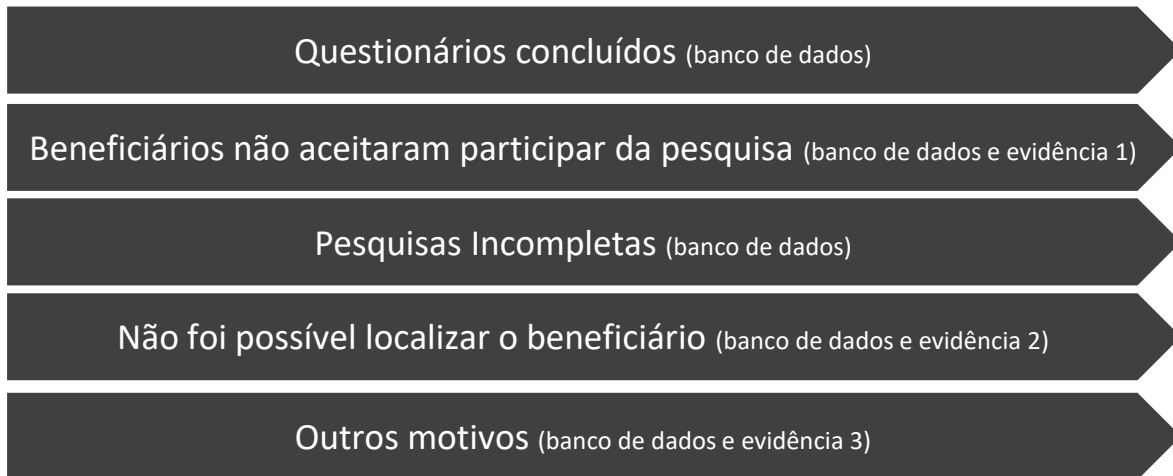 Questionários concluídos (banco de dados)
Beneficiários não aceitaram participar da pesquisa (banco de dados e evidência 1)
Pesquisas Incompletas (banco de dados)
Não foi possível localizar o beneficiário (banco de dados e evidência 2)
Outros motivos (banco de dados e evidência 3)